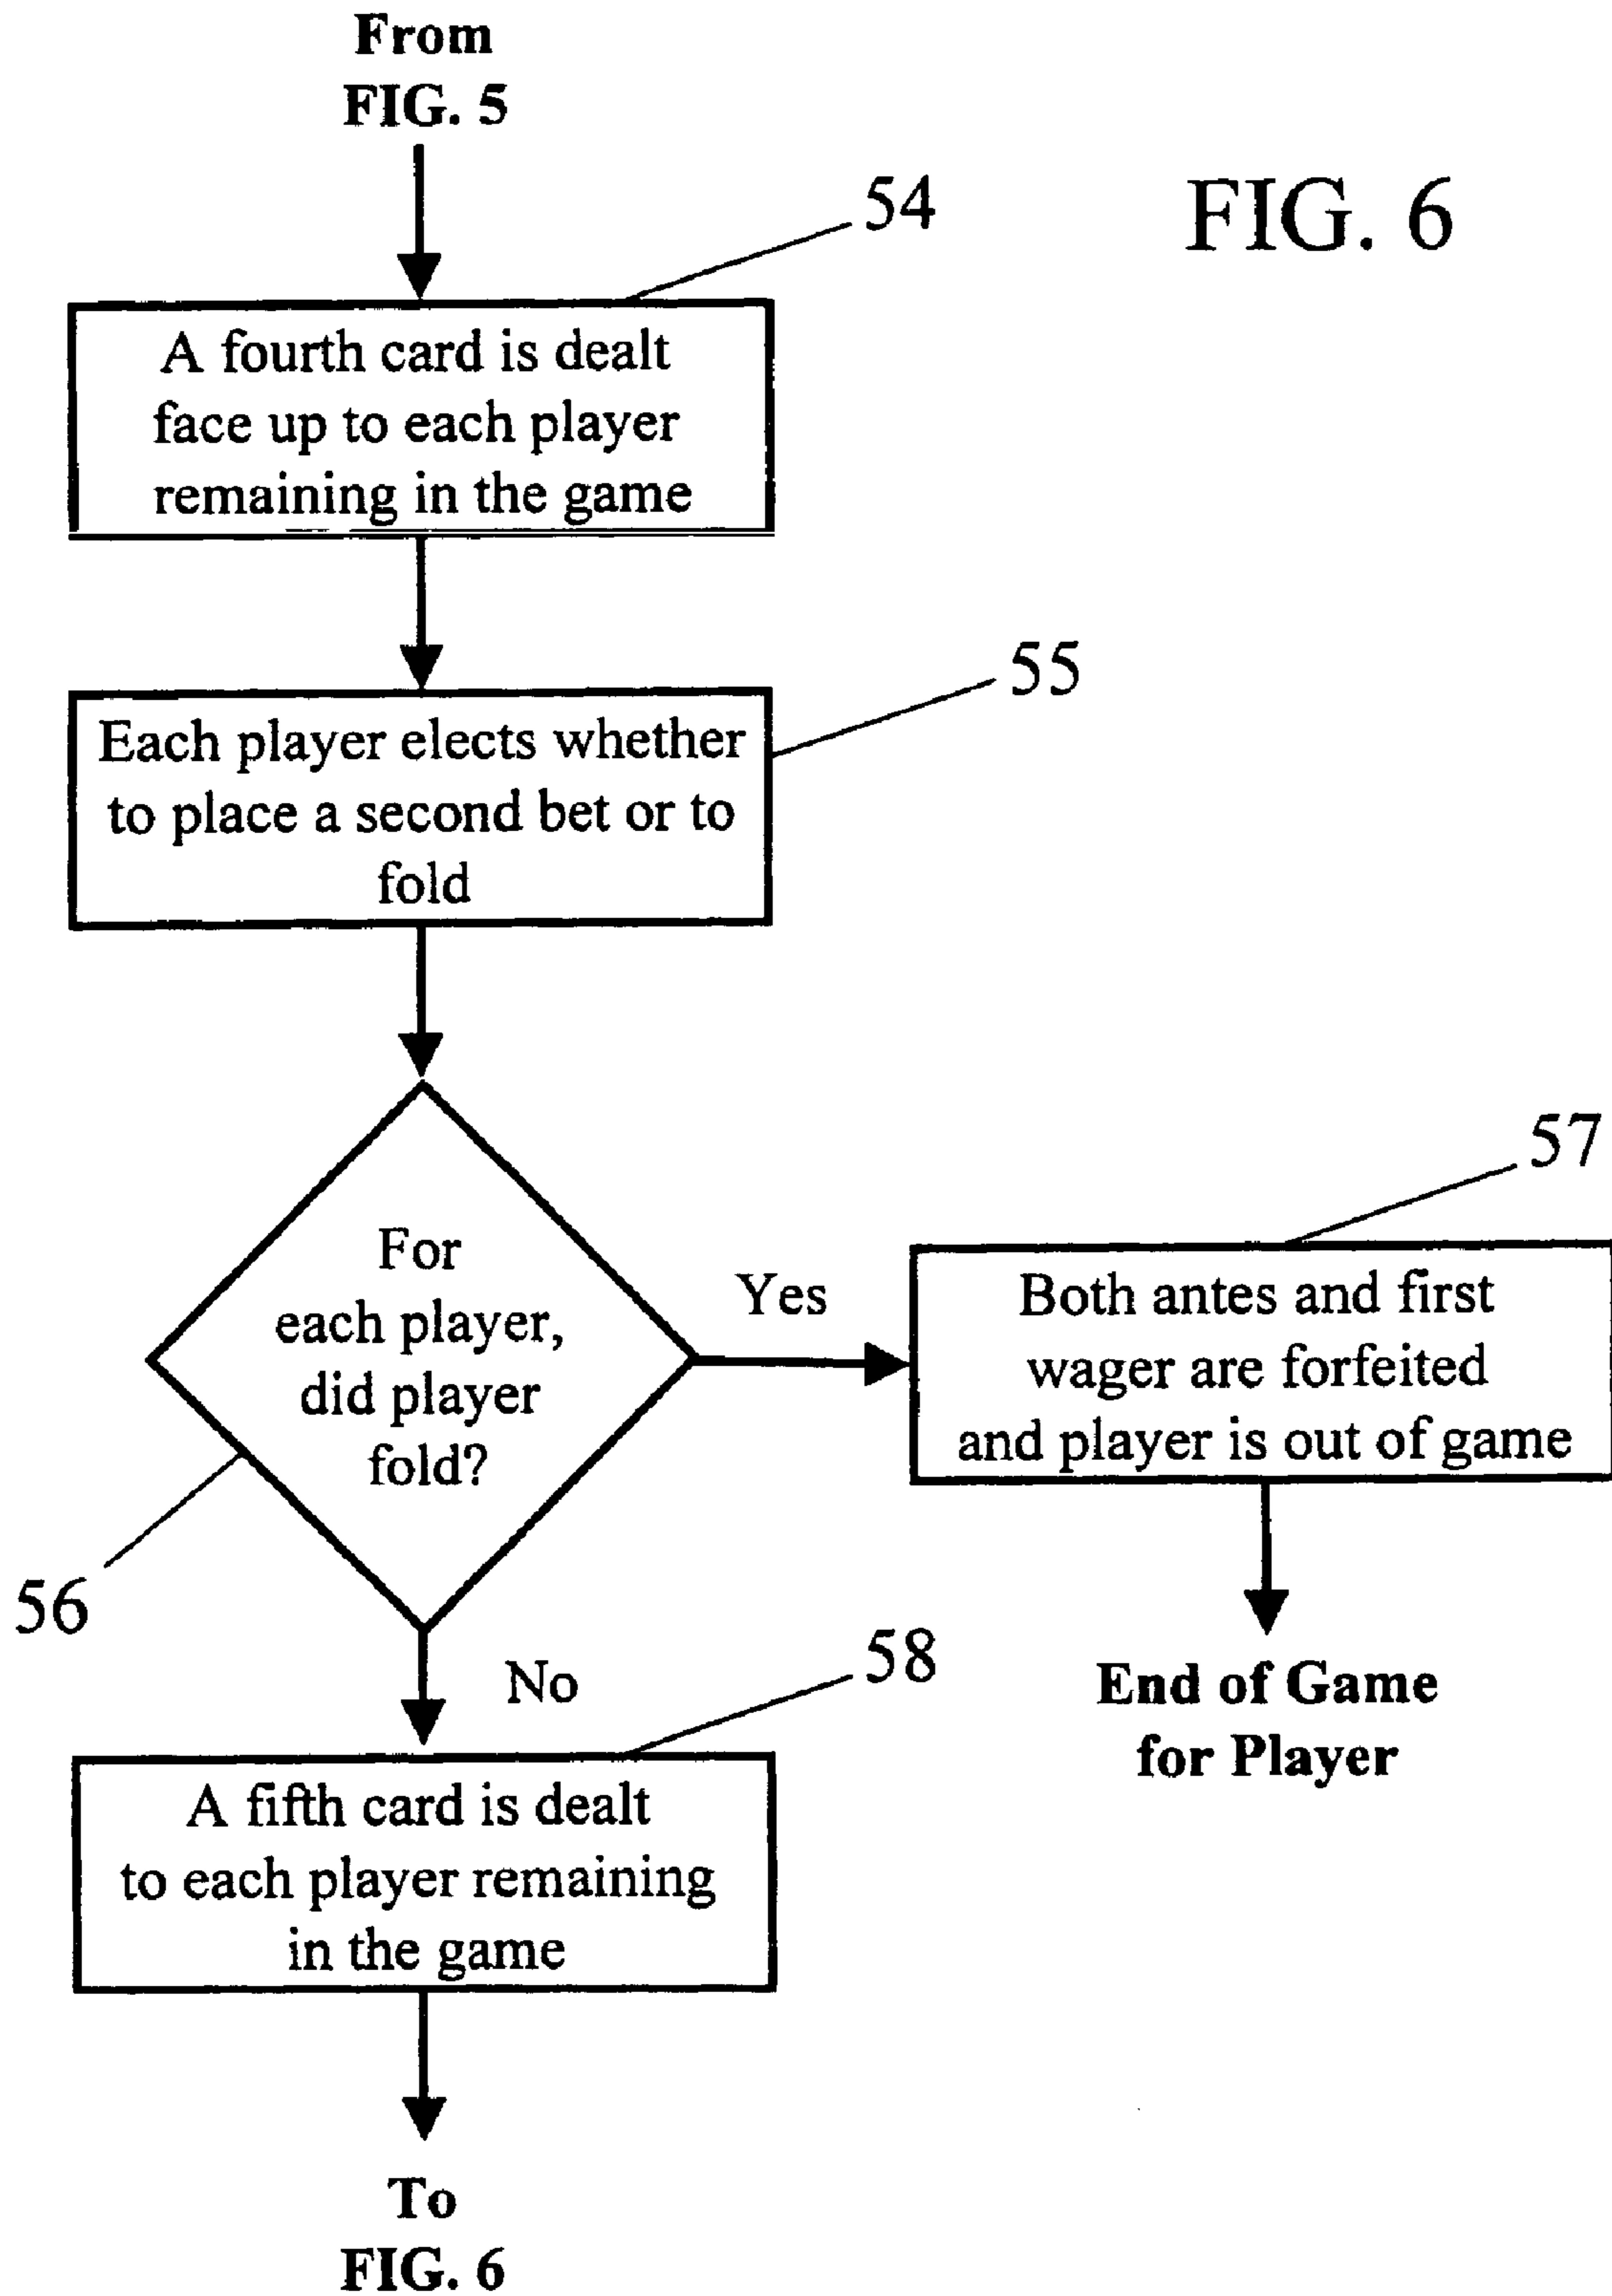 From
FIG. 5
FIG. 6
54
A fourth card is dealt
face up to each player
remaining in the game
55
Each player elects whether
to place a second bet or to
fold
For
each player,
did player
fold?
56
Yes
57
Both antes and first
wager are forfeited
and player is out of game
End of Game
for Player
No
58
A fifth card is dealt
to each player remaining
in the game
To
FIG. 6